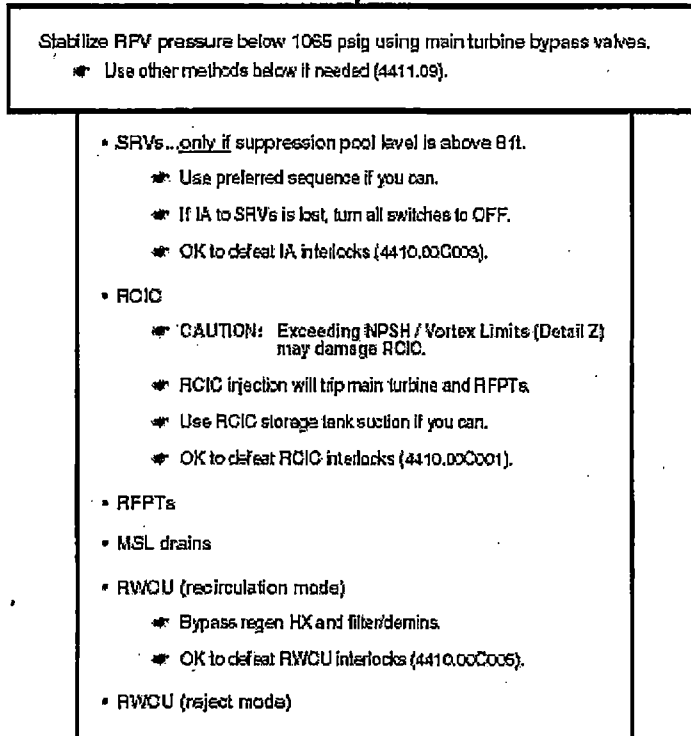 Stabilize RPV pressure below 1065 psig using main turbine bypass valves.
☛ Use other methods below if needed (4411.09).
• SRVs...only if suppression pool level is above 8 ft.
☛ Use preferred sequence if you can.
☛ If IA to SRVs is lost, turn all switches to OFF.
☛ OK to defeat IA interlocks (4410.00C003).
• RCIC
☛ CAUTION: Exceeding NPSH / Vortex Limits (Detail Z)
may damage RCIC.
☛ RCIC injection will trip main turbine and RFPTs.
☛ Use RCIC storage tank suction if you can.
☛ OK to defeat RCIC interlocks (4410.00C001).
• RFPTs
• MSL drains
• RWCU (recirculation mode)
☛ Bypass regen HX and filter/demins.
☛ OK to defeat RWCU interlocks (4410.00C005).
• RWCU (reject mode)